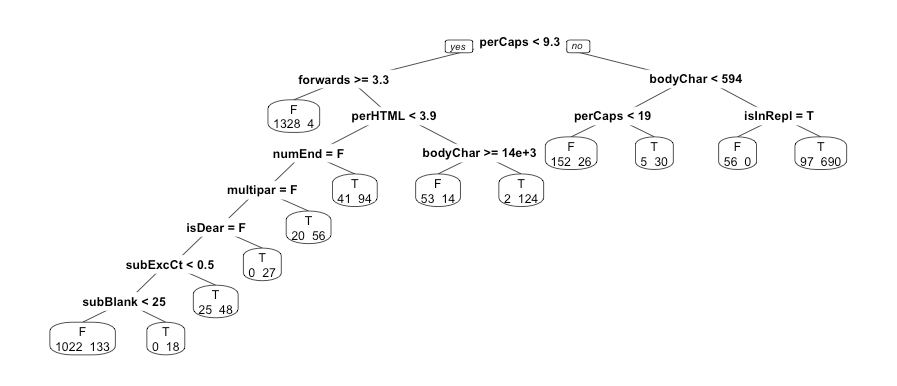 yes perCaps < 9.3 no
forwards >= 3.3 bodyChar < 594
F
1328 4
perHTML < 3.9 perCaps < 19 isInRepl = T
numEnd = F bodyChar >= 14e+3
F T F T
152 26 5 30 56 0 97 690
multipar = F
T F T
41 94 53 14 2 124
isDear = F
T
20 56
subExcCt < 0.5
T
0 27
subBlank < 25
T
25 48
F T
1022 133 0 18